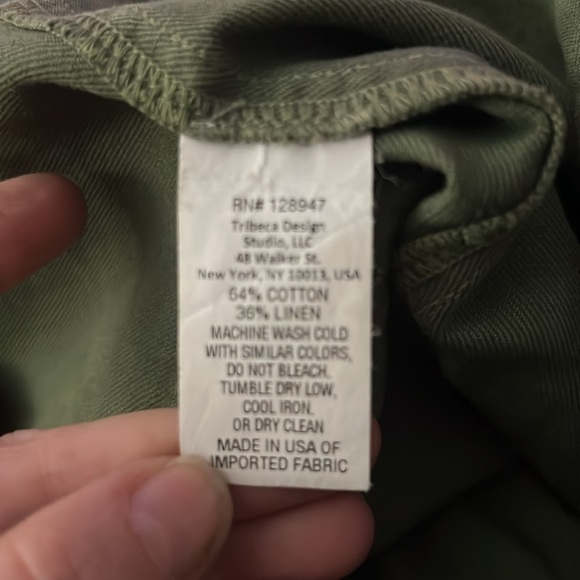 RN# 128947
Tribeca Design
Studio, LLC
48 Walker St.
New York, NY 10013, USA
64% COTTON
36% LINEN
MACHINE WASH COLD
WITH SIMILAR COLORS,
DO NOT BLEACH.
TUMBLE DRY LOW,
COOL IRON.
OR DRY CLEAN
MADE IN USA OF
IMPORTED FABRIC